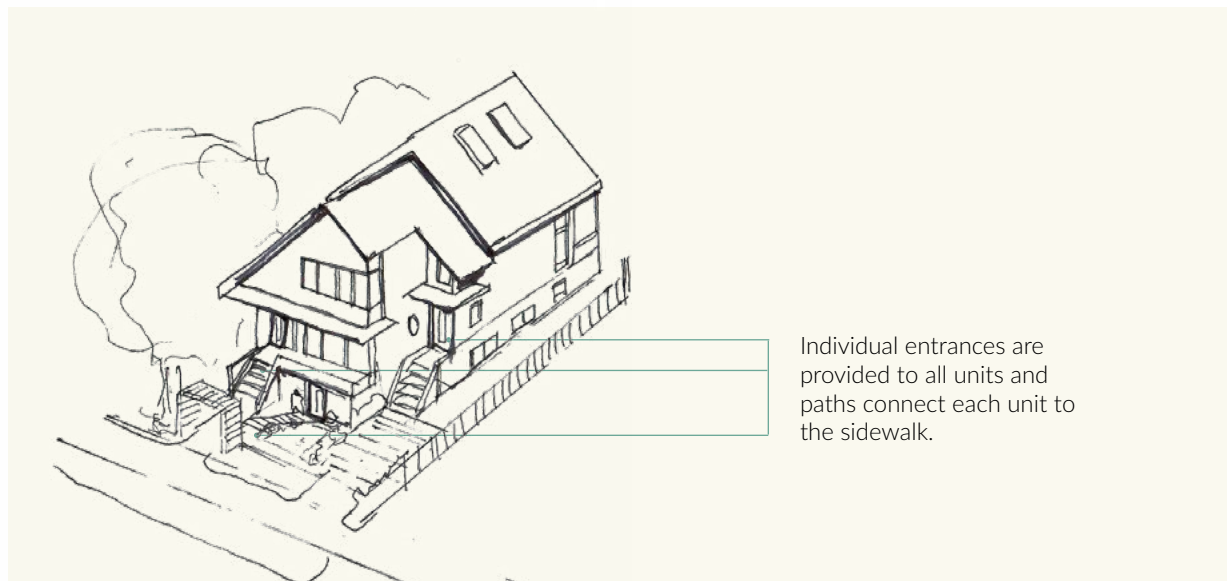 Individual entrances are
provided to all units and
paths connect each unit to
the sidewalk.